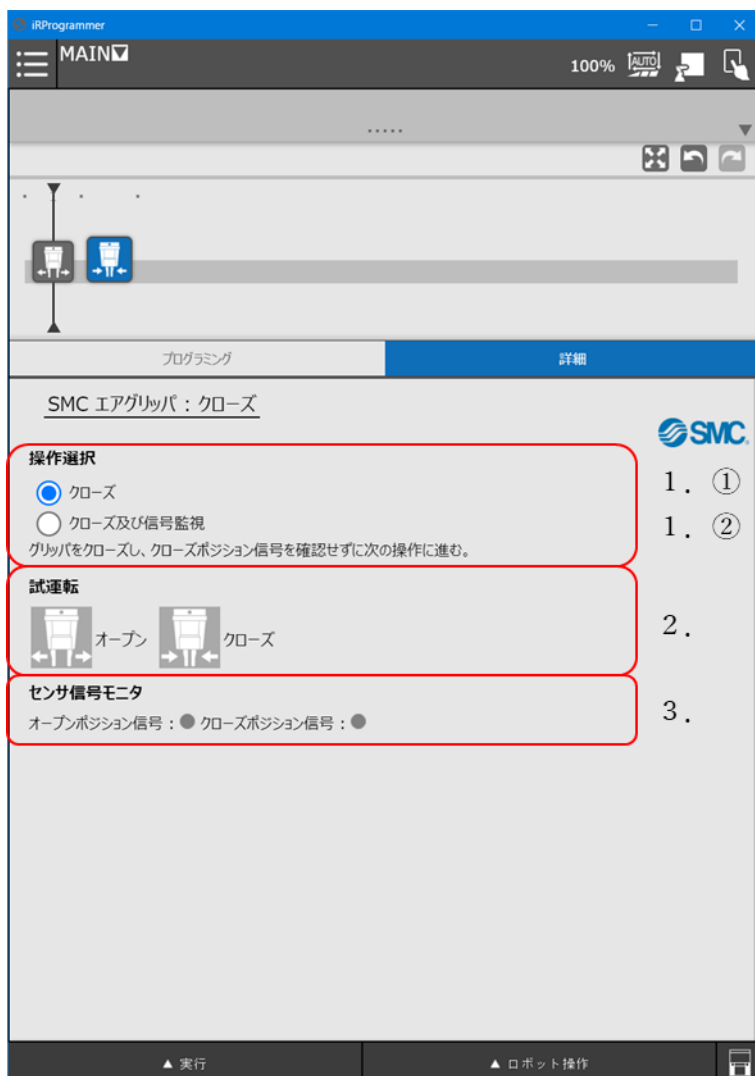 iRProgrammer
MAIN
100% AUTO
プログラミング 詳細
SMC エアグリッパ：クローズ
SMC.
操作選択
クローズ 1. ①
クローズ及び信号監視 1. ②
グリッパをクローズし、クローズポジション信号を確認せずに次の操作に進む。
試運転
オープン クローズ 2.
センサ信号モニタ
オープンポジション信号：● クローズポジション信号：● 3.
▲ 実行 ▲ ロボット操作